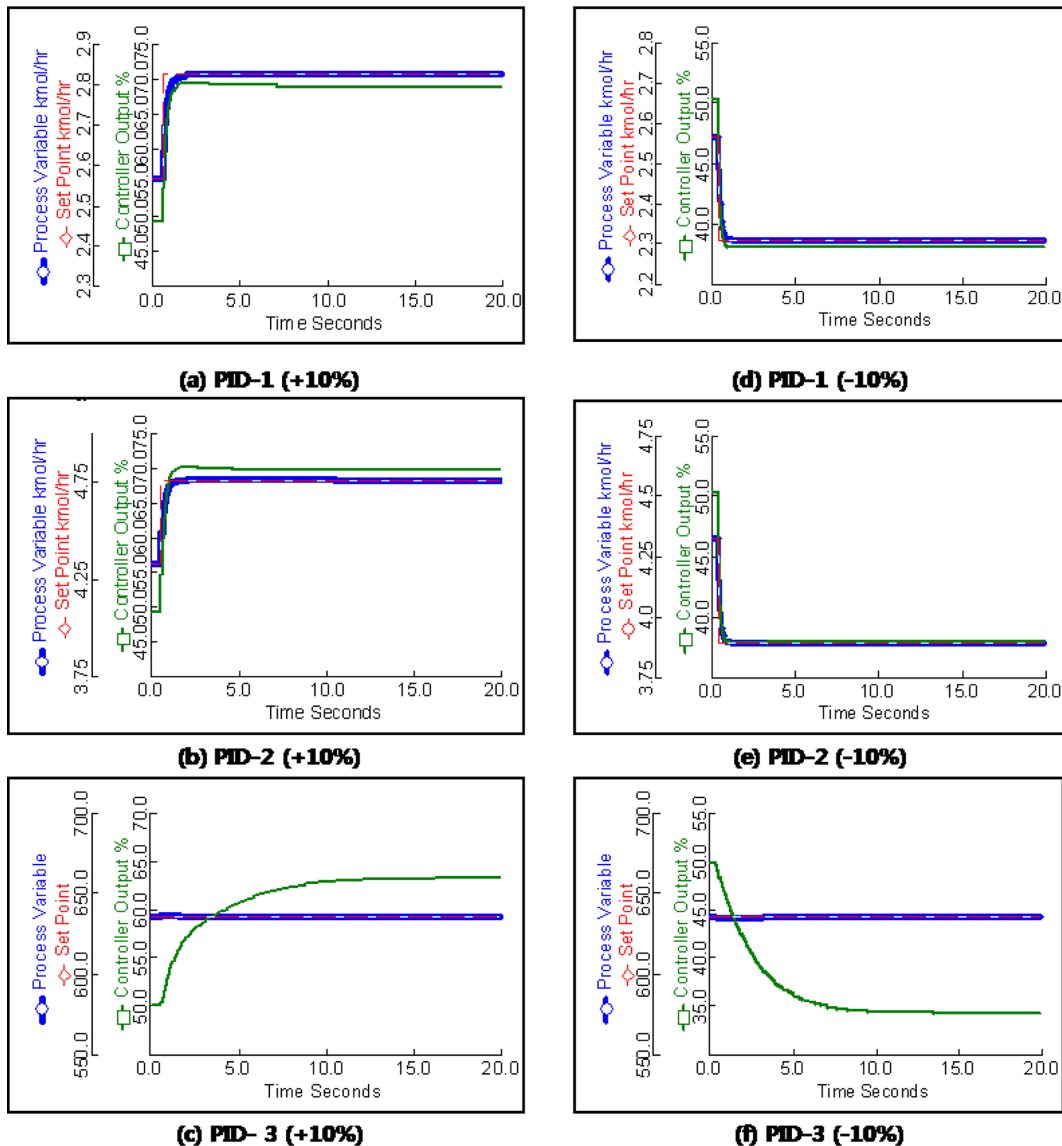 Process Variable kmol/hr
Set Point kmol/hr
2.3 2.4 2.5 2.6 2.7 2.8 2.9
Controller Output %
45.0 50.0 55.0 60.0 65.0 70.0 75.0
0.0 5.0 10.0 15.0 20.0
Time Seconds
(a) PID-1 (+10%)
Process Variable kmol/hr
Set Point kmol/hr
2.2 2.3 2.4 2.5 2.6 2.7 2.8
Controller Output %
40.0 45.0 50.0 55.0
0.0 5.0 10.0 15.0 20.0
Time Seconds
(d) PID-1 (-10%)
Process Variable kmol/hr
Set Point kmol/hr
3.75 4.25 4.75
Controller Output %
45.0 50.0 55.0 60.0 65.0 70.0 75.0
0.0 5.0 10.0 15.0 20.0
Time Seconds
(b) PID-2 (+10%)
Process Variable kmol/hr
Set Point kmol/hr
3.75 4.0 4.25 4.5 4.75
Controller Output %
40.0 45.0 50.0 55.0
0.0 5.0 10.0 15.0 20.0
Time Seconds
(e) PID-2 (-10%)
Process Variable
Set Point
550.0 600.0 650.0 700.0
Controller Output %
50.0 55.0 60.0 65.0 70.0
0.0 5.0 10.0 15.0 20.0
Time Seconds
(c) PID- 3 (+10%)
Process Variable
Set Point
550.0 600.0 650.0 700.0
Controller Output %
35.0 40.0 45.0 50.0 55.0
0.0 5.0 10.0 15.0 20.0
Time Seconds
(f) PID-3 (-10%)